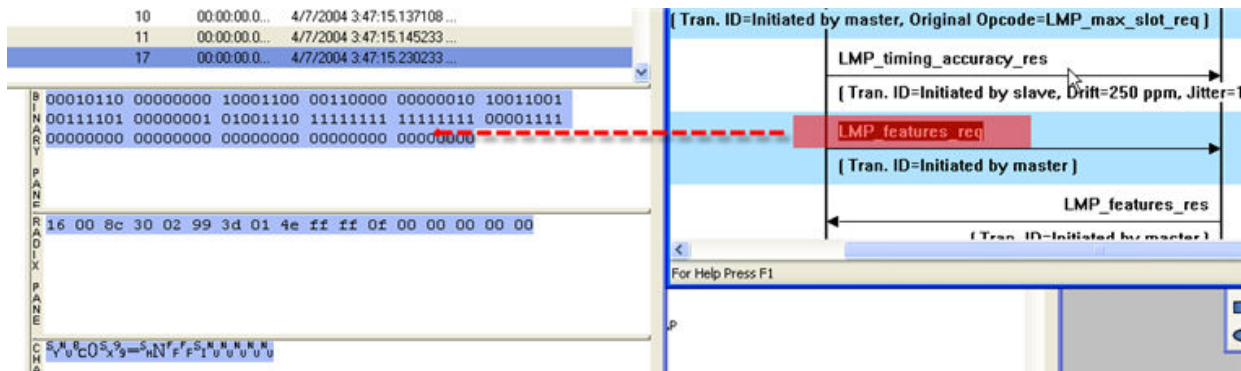 10 00:00:00.0... 4/7/2004 3:47:15.137108 ...
11 00:00:00.0... 4/7/2004 3:47:15.145233 ...
17 00:00:00.0... 4/7/2004 3:47:15.230233 ...
BINARY PANE
00010110 00000000 10001100 00110000 00000010 10011001
00111101 00000001 01001110 11111111 11111111 00001111
00000000 00000000 00000000 00000000 00000000
RADIX PANE
16 00 8c 30 02 99 3d 01 4e ff ff 0f 00 00 00 00 00
CHA
( Tran. ID=Initiated by master, Original Opcode=LMP_max_slot_req )
LMP_timing_accuracy_res
( Tran. ID=Initiated by slave, Drift=250 ppm, Jitter=1
LMP_features_req
( Tran. ID=Initiated by master )
LMP_features_res
( Tran. ID=Initiated by master )
For Help Press F1